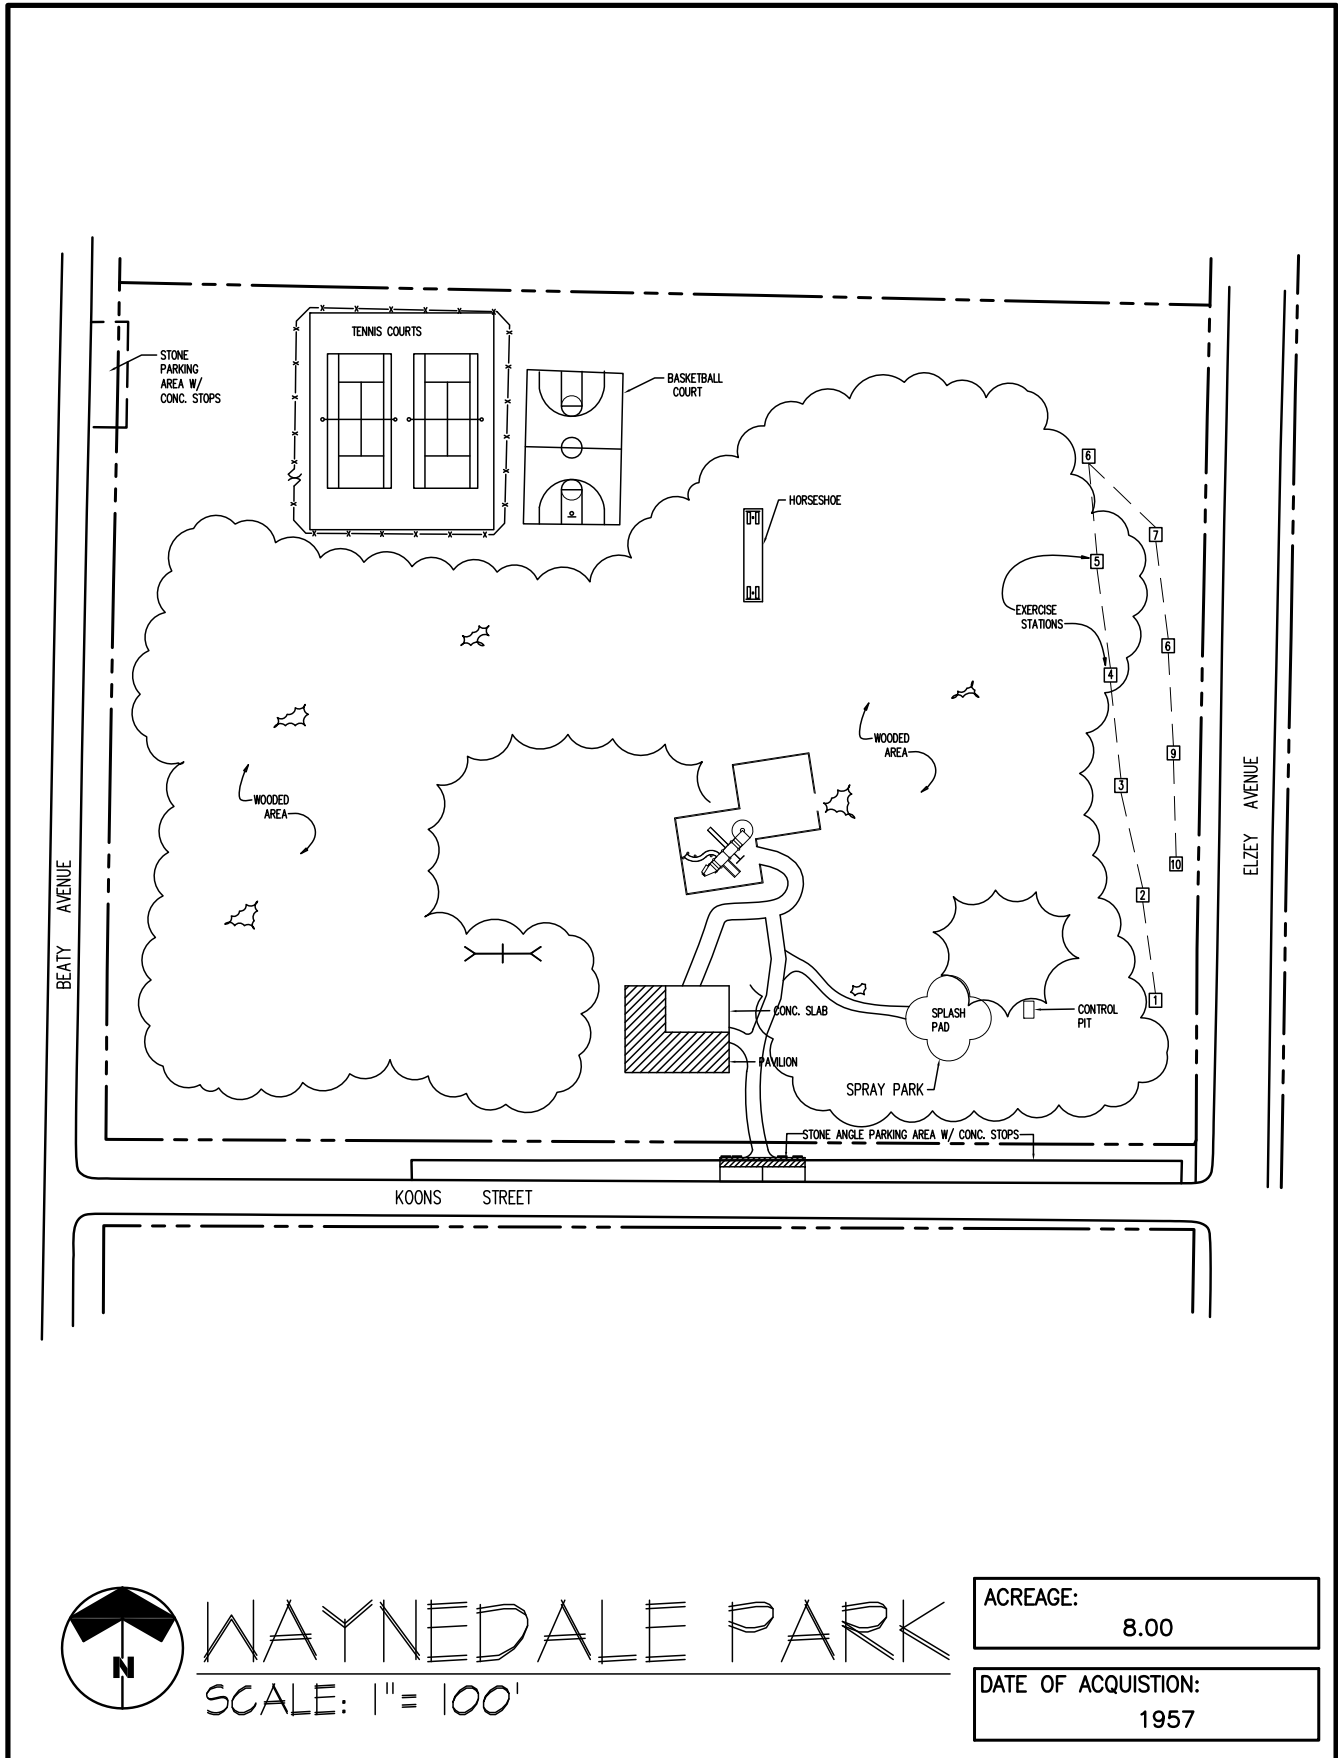 TENNIS COURTS
STONE
PARKING
AREA W/
CONC. STOPS
BASKETBALL
COURT
HORSESHOE
6
7
5
EXERCISE
STATIONS
6
4
WOODED
AREA
9
3
WOODED
AREA
10
2
BEATY AVENUE
ELZEY AVENUE
1
CONC. SLAB
SPLASH
PAD
CONTROL
PIT
PAVILION
SPRAY PARK
STONE ANGLE PARKING AREA W/ CONC. STOPS
KOONS STREET
N
WAYNEDALE PARK
SCALE: 1"= 100'
ACREAGE:
8.00
DATE OF ACQUISTION:
1957